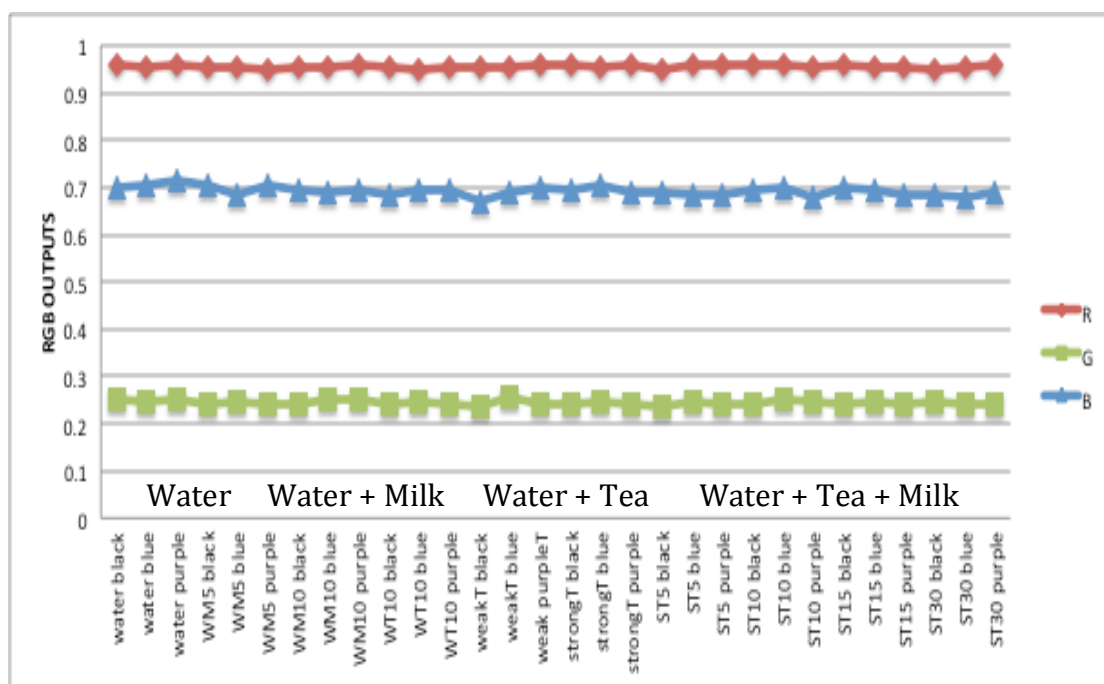 1
0.9
0.8
0.7
0.6
0.5
0.4
0.3
0.2
0.1
0
RGB OUTPUTS
R
G
B
Water
Water + Milk
Water + Tea
Water + Tea + Milk
water black
water blue
water purple
WM5 black
WM5 blue
WM5 purple
WM10 black
WM10 blue
WM10 purple
WT10 black
WT10 blue
WT10 purple
weakT black
weakT blue
weak purpleT
strongT black
strongT blue
strongT purple
ST5 black
ST5 blue
ST5 purple
ST10 black
ST10 blue
ST10 purple
ST15 black
ST15 blue
ST15 purple
ST30 black
ST30 blue
ST30 purple